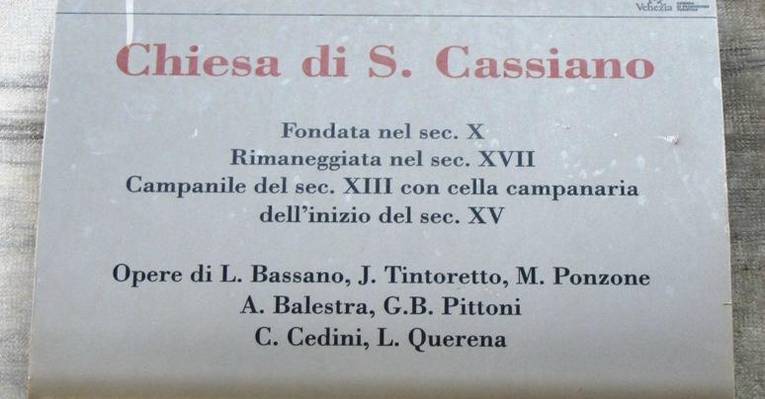 Venezia
Chiesa di S. Cassiano
Fondata nel sec. X
Rimaneggiata nel sec. XVII
Campanile del sec. XIII con cella campanaria
dell'inizio del sec. XV
Opere di L. Bassano, J. Tintoretto, M. Ponzone
A. Balestra, G.B. Pittoni
C. Cedini, L. Querena